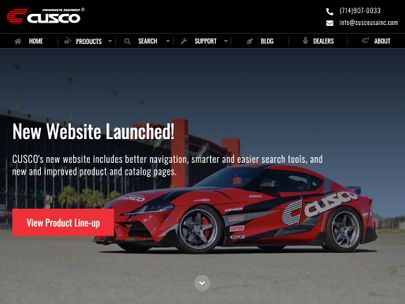 CUSCO
(714)907-0033
info@cuscousainc.com
HOME
PRODUCTS
SEARCH
SUPPORT
BLOG
DEALERS
ABOUT
New Website Launched!
CUSCO's new website includes better navigation, smarter and easier search tools, and
new and improved product and catalog pages.
View Product Line-up
CUSCO